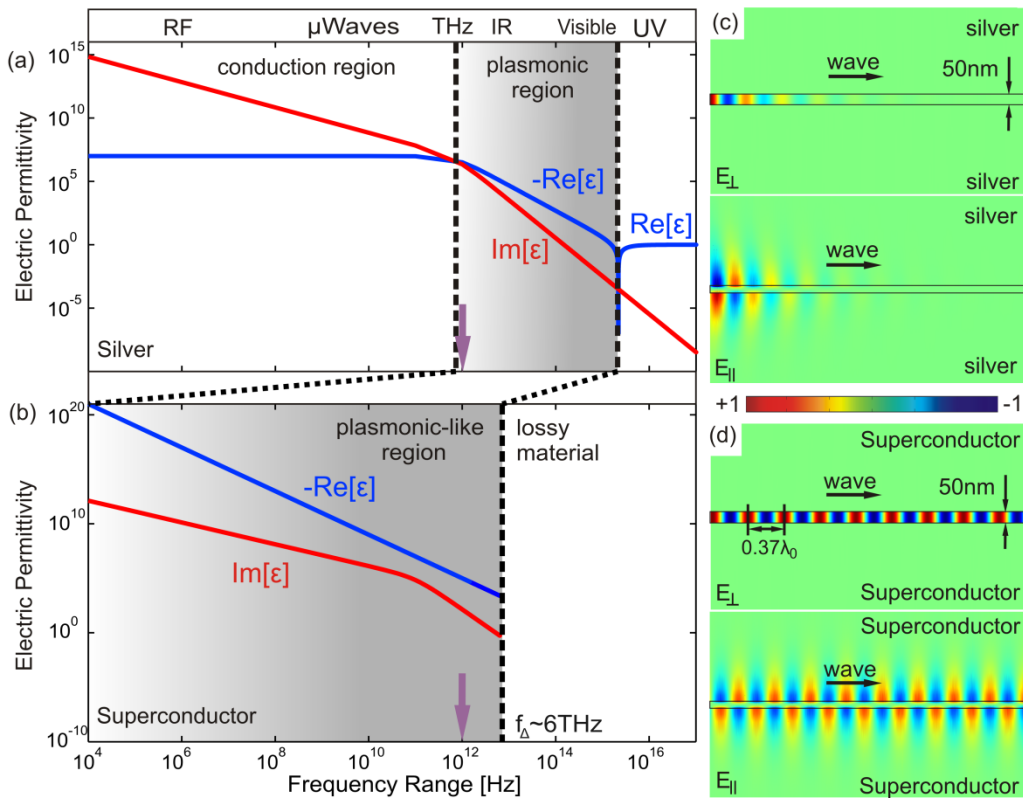 RF μWaves THz IR Visible UV
(a)
10^15
10^10
10^5
10^0
10^-5
Electric Permittivity
conduction region
plasmonic
region
-Re[ε]
Re[ε]
Im[ε]
Silver
(b)
10^20
10^10
10^0
10^-10
Electric Permittivity
plasmonic-like
region
lossy
material
-Re[ε]
Im[ε]
Superconductor
f_Δ~6THz
10^4 10^6 10^8 10^10 10^12 10^14 10^16
Frequency Range [Hz]
(c)
silver
wave
50nm
E⊥
silver
silver
wave
E||
silver
+1 -1
(d)
Superconductor
wave
50nm
0.37λ_0
E⊥
Superconductor
Superconductor
wave
E||
Superconductor